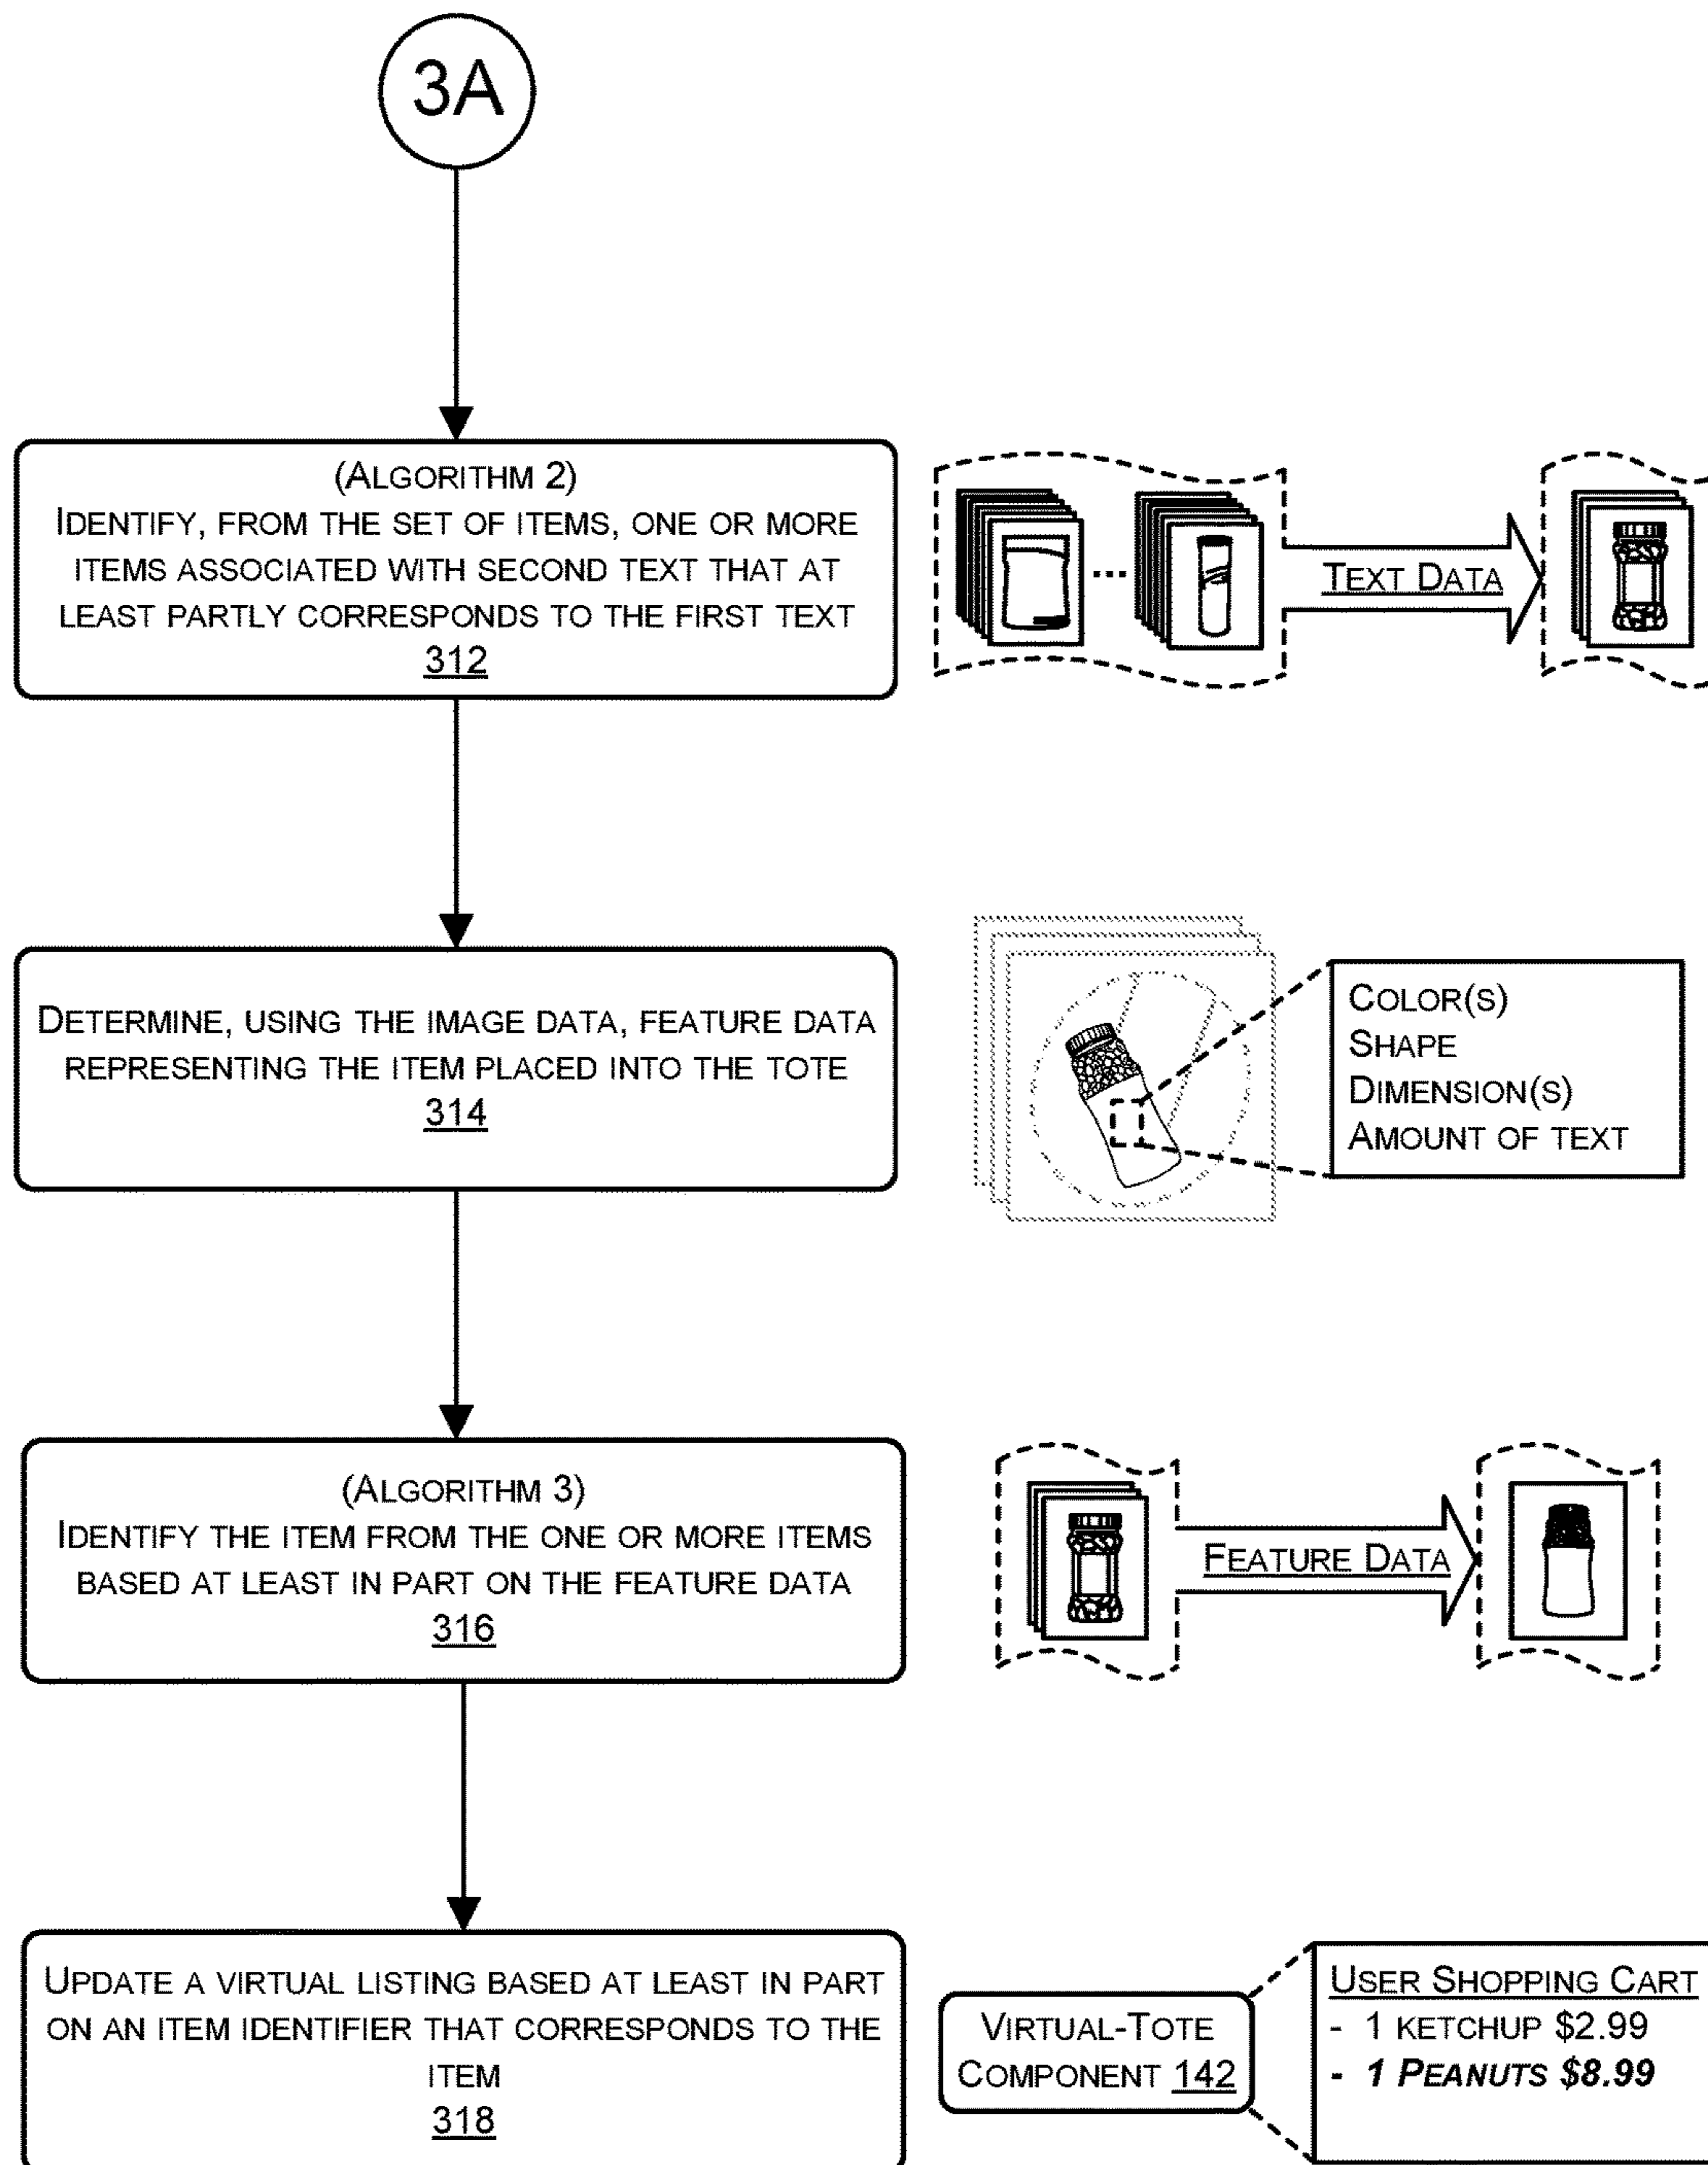 3A
(ALGORITHM 2)
IDENTIFY, FROM THE SET OF ITEMS, ONE OR MORE
ITEMS ASSOCIATED WITH SECOND TEXT THAT AT
LEAST PARTLY CORRESPONDS TO THE FIRST TEXT
312
TEXT DATA
DETERMINE, USING THE IMAGE DATA, FEATURE DATA
REPRESENTING THE ITEM PLACED INTO THE TOTE
314
COLOR(S)
SHAPE
DIMENSION(S)
AMOUNT OF TEXT
(ALGORITHM 3)
IDENTIFY THE ITEM FROM THE ONE OR MORE ITEMS
BASED AT LEAST IN PART ON THE FEATURE DATA
316
FEATURE DATA
UPDATE A VIRTUAL LISTING BASED AT LEAST IN PART
ON AN ITEM IDENTIFIER THAT CORRESPONDS TO THE
ITEM
318
VIRTUAL-TOTE
COMPONENT 142
USER SHOPPING CART
- 1 KETCHUP $2.99
- 1 PEANUTS $8.99